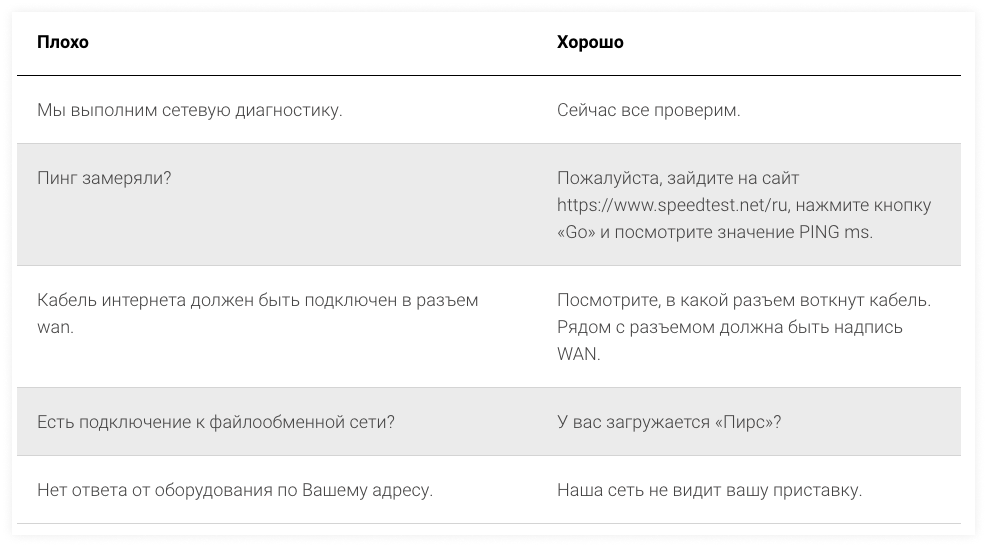 Плохо
Хорошо
Мы выполним сетевую диагностику.
Сейчас все проверим.
Пинг замеряли?
Пожалуйста, зайдите на сайт
https://www.speedtest.net/ru, нажмите кнопку
«Go» и посмотрите значение PING ms.
Кабель интернета должен быть подключен в разъем
wan.
Посмотрите, в какой разъем воткнут кабель.
Рядом с разъемом должна быть надпись
WAN.
Есть подключение к файлообменной сети?
У вас загружается «Пирс»?
Нет ответа от оборудования по Вашему адресу.
Наша сеть не видит вашу приставку.